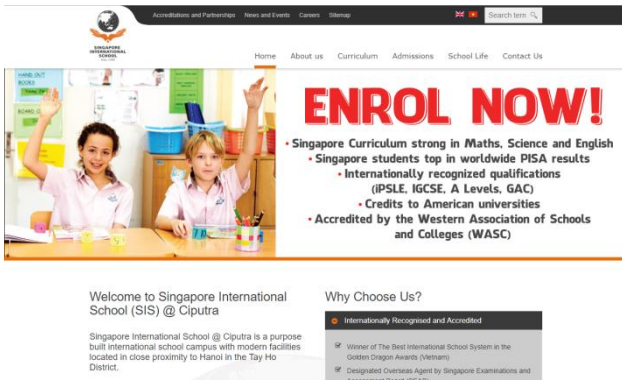 Accreditations and Partnerships News and Events Careers Sitemap
Search term
SINGAPORE
INTERNATIONAL
SCHOOL
Home About us Curriculum Admissions School Life Contact Us
HAND OUT
BOOKS
BOARD
ENROL NOW!
• Singapore Curriculum strong in Maths, Science and English
• Singapore students top in worldwide PISA results
• Internationally recognized qualifications
(iPSLE, IGCSE, A Levels, GAC)
• Credits to American universities
• Accredited by the Western Association of Schools
and Colleges (WASC)
Welcome to Singapore International
School (SIS) @ Ciputra
Singapore International School @ Ciputra is a purpose
built international school campus with modern facilities
located in close proximity to Hanoi in the Tay Ho
District.
Why Choose Us?
Internationally Recognised and Accredited
Winner of The Best International School System in the
Golden Dragon Awards (Vietnam)
Designated Overseas Agent by Singapore Examinations and